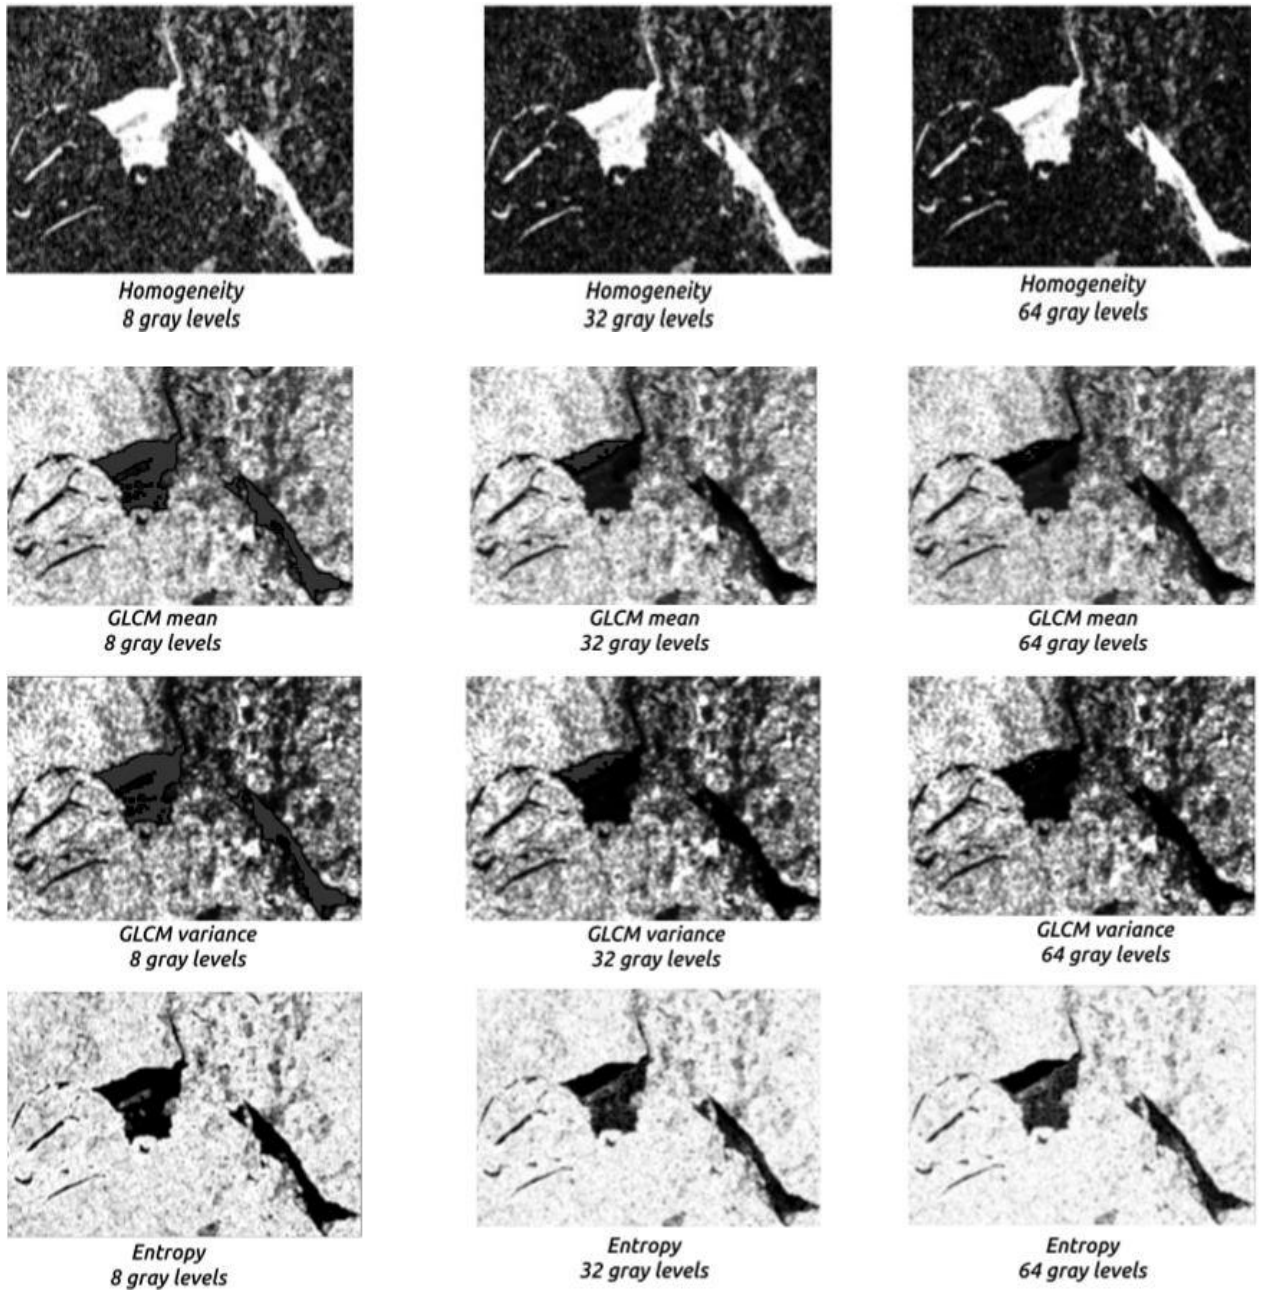 Homogeneity
8 gray levels
Homogeneity
32 gray levels
Homogeneity
64 gray levels
GLCM mean
8 gray levels
GLCM mean
32 gray levels
GLCM mean
64 gray levels
GLCM variance
8 gray levels
GLCM variance
32 gray levels
GLCM variance
64 gray levels
Entropy
8 gray levels
Entropy
32 gray levels
Entropy
64 gray levels